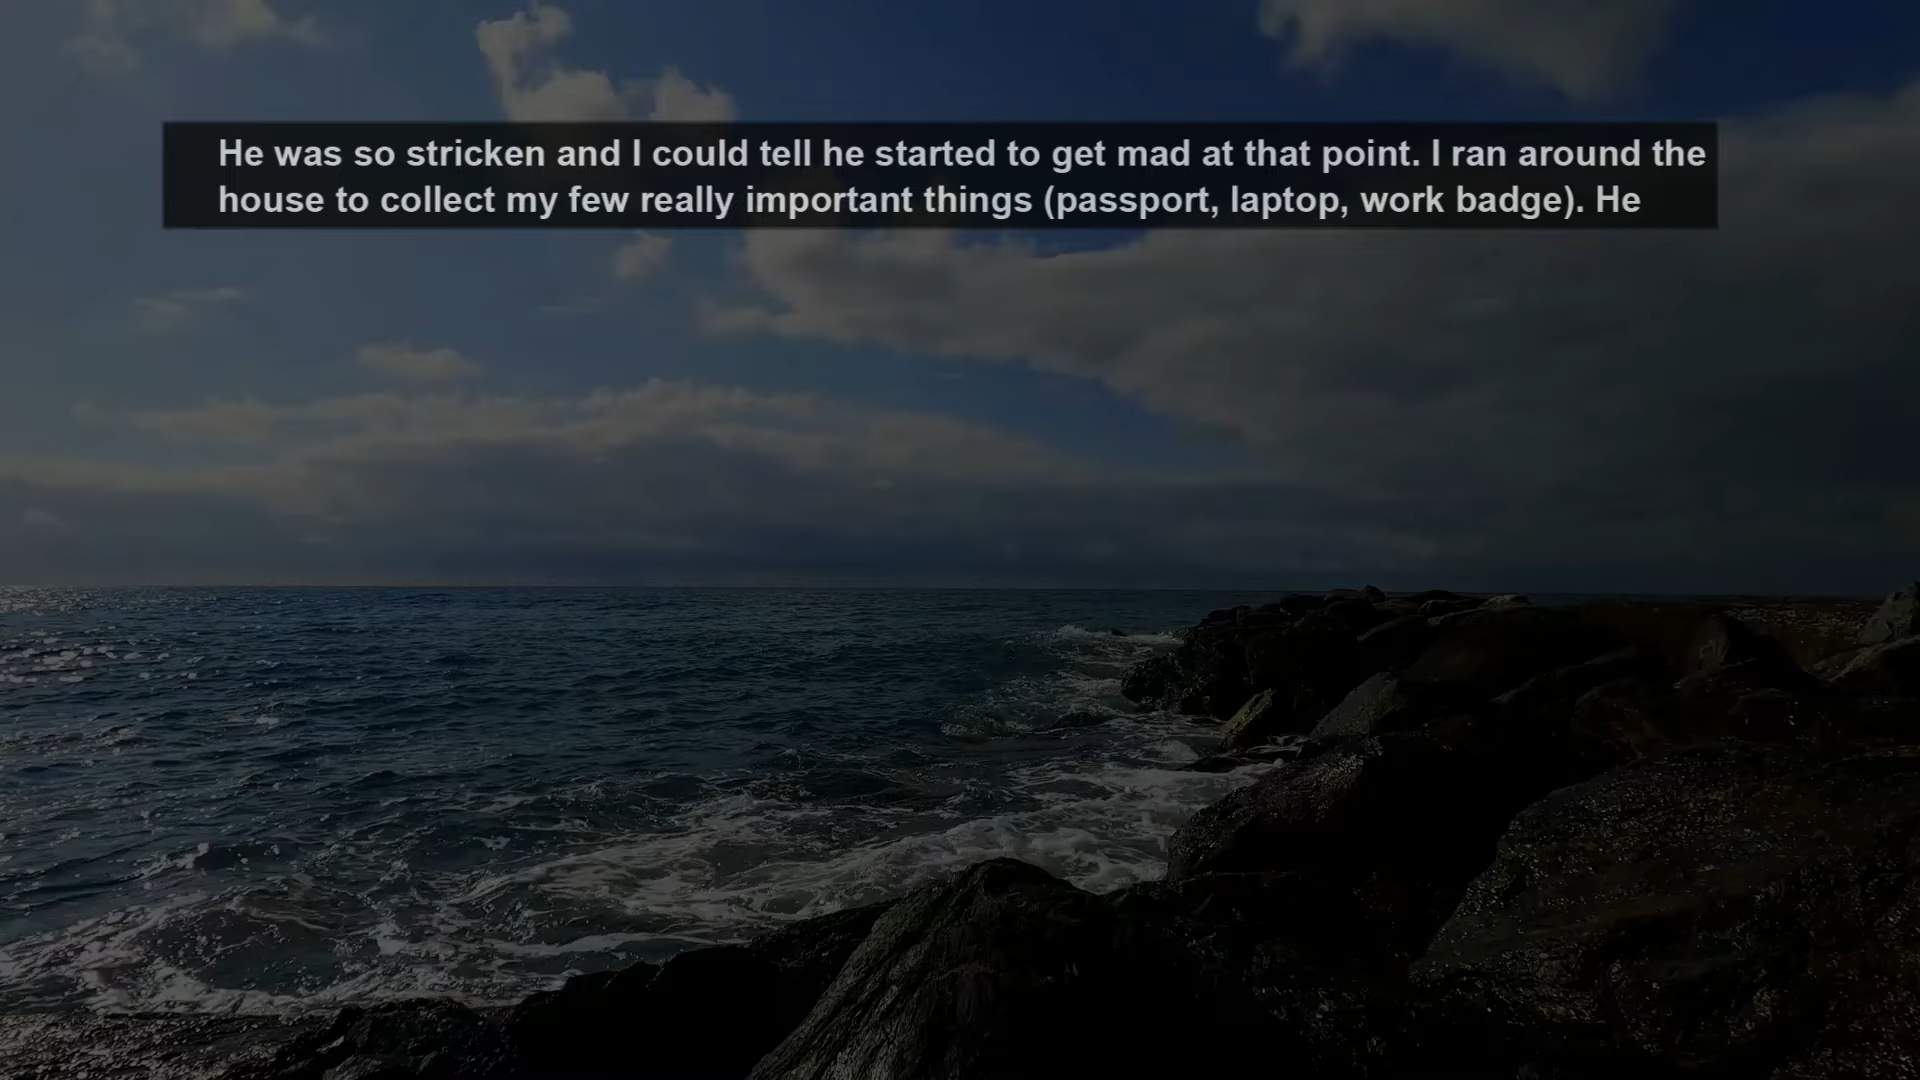 He was so stricken and I could tell he started to get mad at that point. I ran around the
house to collect my few really important things (passport, laptop, work badge). He